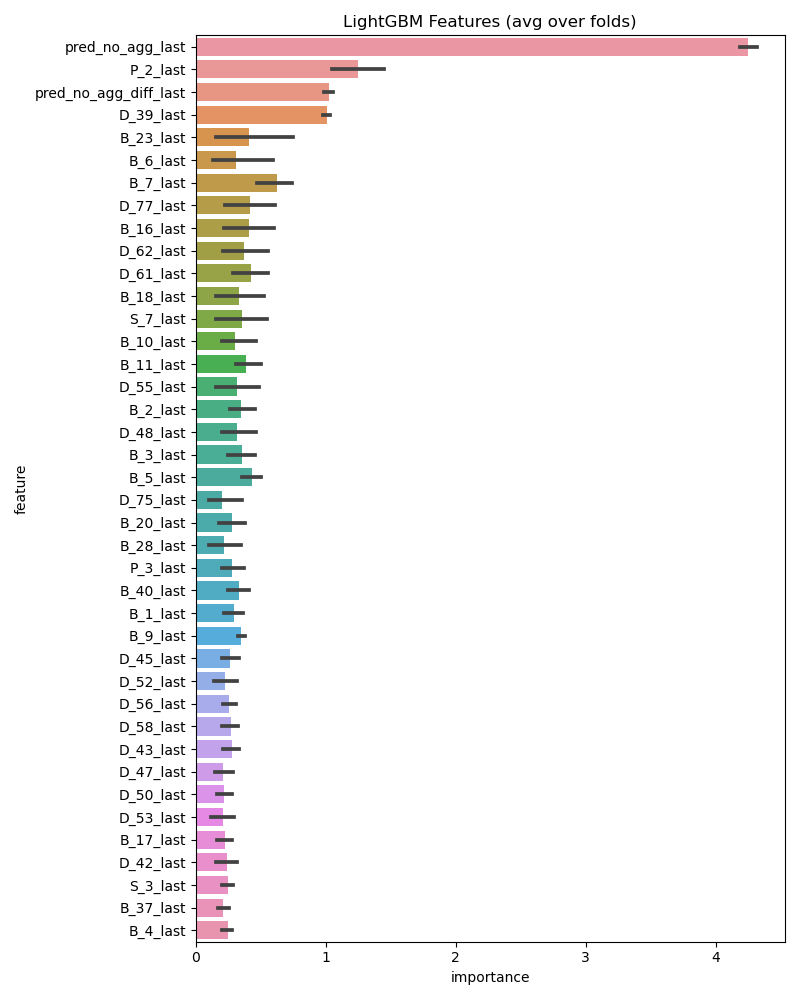 LightGBM Features (avg over folds)
pred_no_agg_last
P_2_last
pred_no_agg_diff_last
D_39_last
B_23_last
B_6_last
B_7_last
D_77_last
B_16_last
D_62_last
D_61_last
B_18_last
S_7_last
B_10_last
B_11_last
D_55_last
B_2_last
D_48_last
B_3_last
B_5_last
D_75_last
B_20_last
B_28_last
P_3_last
B_40_last
B_1_last
B_9_last
D_45_last
D_52_last
D_56_last
D_58_last
D_43_last
D_47_last
D_50_last
D_53_last
B_17_last
D_42_last
S_3_last
B_37_last
B_4_last
feature
0 1 2 3 4
importance